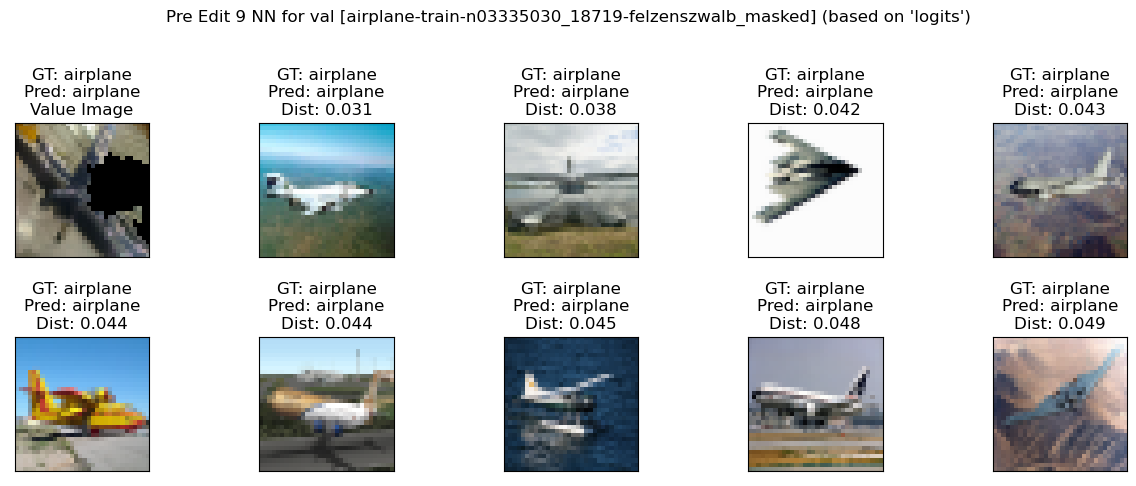 Pre Edit 9 NN for val [airplane-train-n03335030_18719-felzenszwalb_masked] (based on 'logits')
GT: airplane
Pred: airplane
Value Image
GT: airplane
Pred: airplane
Dist: 0.031
GT: airplane
Pred: airplane
Dist: 0.038
GT: airplane
Pred: airplane
Dist: 0.042
GT: airplane
Pred: airplane
Dist: 0.043
GT: airplane
Pred: airplane
Dist: 0.044
GT: airplane
Pred: airplane
Dist: 0.044
GT: airplane
Pred: airplane
Dist: 0.045
GT: airplane
Pred: airplane
Dist: 0.048
GT: airplane
Pred: airplane
Dist: 0.049